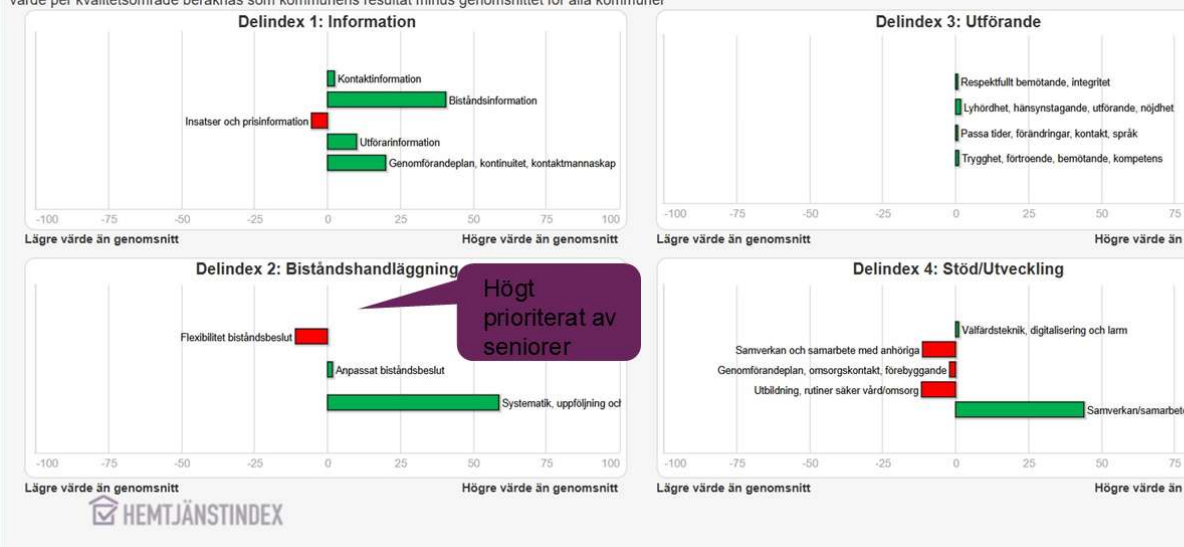 värde per kvalitetsområde beräknas som kommunens resultat minus genomsnittet för alla kommuner
Delindex 1: Information
Kontaktinformation
Biståndsinformation
Insatser och prisinformation
Utförarinformation
Genomförandeplan, kontinuitet, kontaktmannaskap
-100 -75 -50 -25 0 25 50 75 100
Lägre värde än genomsnitt Högre värde än genomsnitt
Delindex 3: Utförande
Respektfullt bemötande, integritet
Lyhördhet, hänsynstagande, utförande, nöjdhet
Passa tider, förändringar, kontakt, språk
Trygghet, förtroende, bemötande, kompetens
-100 -75 -50 -25 0 25 50 75
Lägre värde än genomsnitt Högre värde än
Delindex 2: Biståndshandläggning
Högt
prioriterat av
seniorer
Flexibilitet biståndsbeslut
Anpassat biståndsbeslut
Systematik, uppföljning och
-100 -75 -50 -25 0 25 50 75 100
Lägre värde än genomsnitt Högre värde än genomsnitt
Delindex 4: Stöd/Utveckling
Välfärdsteknik, digitalisering och larm
Samverkan och samarbete med anhöriga
Genomförandeplan, omsorgskontakt, förebyggande
Utbildning, rutiner säker vård/omsorg
Samverkan/samarbete
-100 -75 -50 -25 0 25 50 75
Lägre värde än genomsnitt Högre värde än
HEMTJÄNSTINDEX